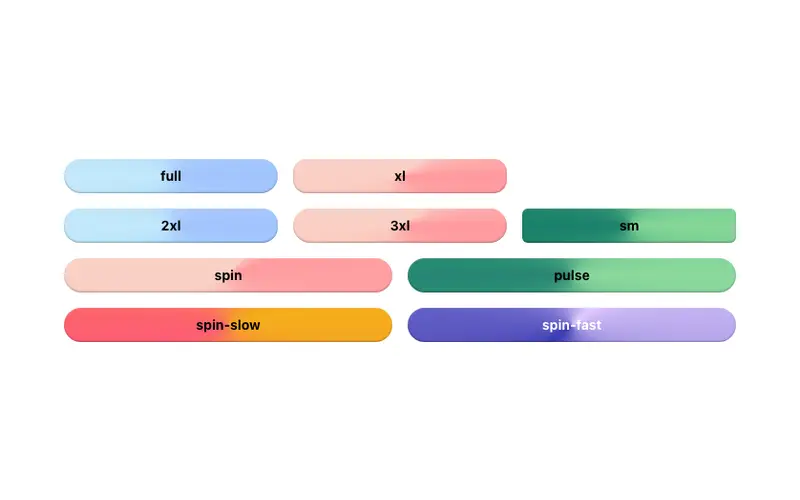 full
xl
2xl
3xl
sm
spin
pulse
spin-slow
spin-fast